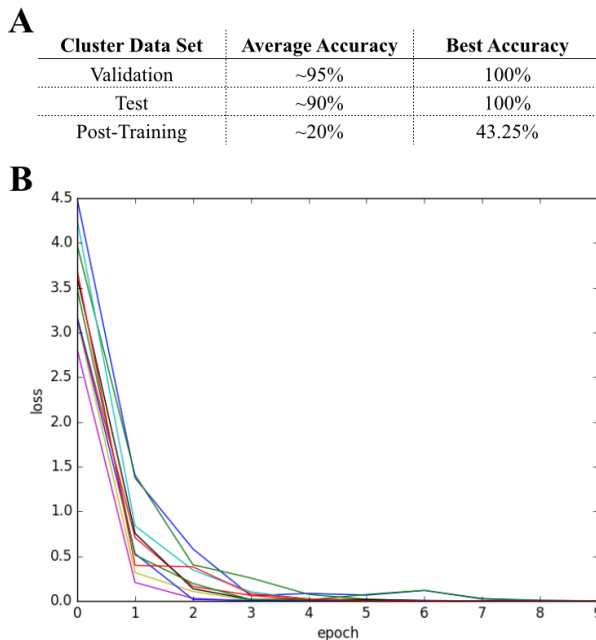 A
Cluster Data Set Average Accuracy Best Accuracy
Validation ~95% 100%
Test ~90% 100%
Post-Training ~20% 43.25%
B
4.5
4.0
3.5
3.0
2.5
2.0
1.5
1.0
0.5
0.0
loss
0 1 2 3 4 5 6 7 8 9
epoch